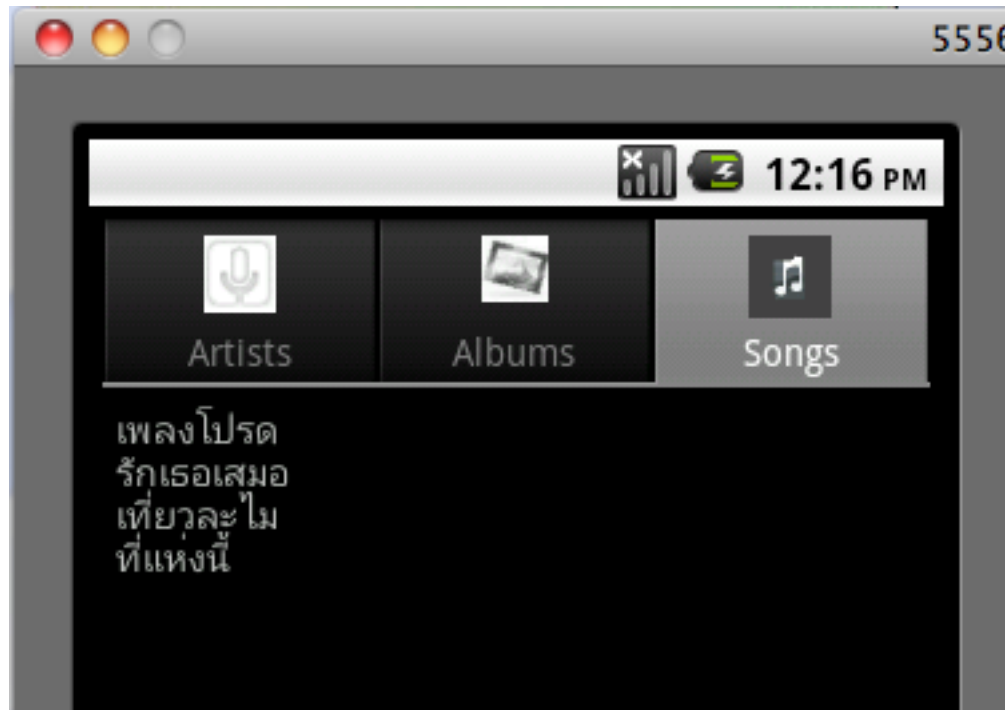 5556
12:16 PM
Artists Albums Songs
เพลงโปรด
รักเธอเสมอ
เที่ยวละไม
ที่แห่งนี้